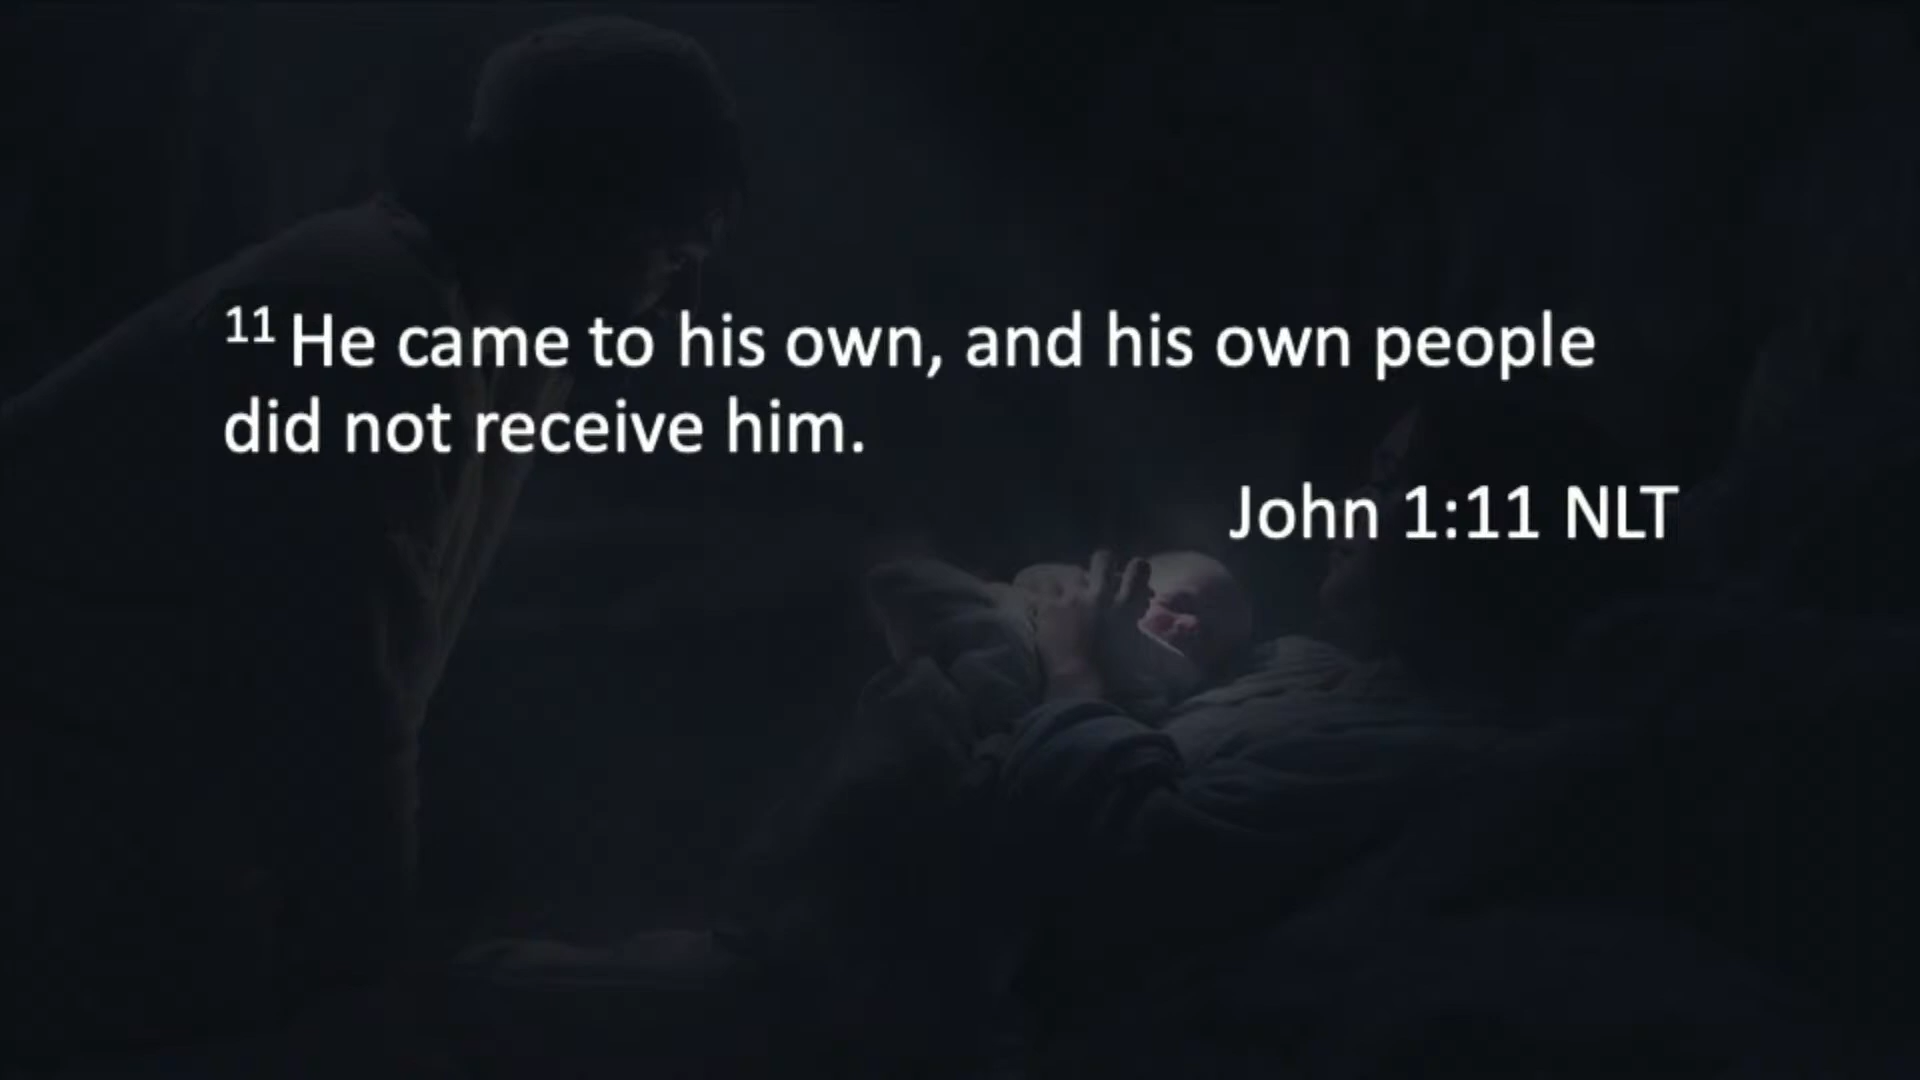 11 He came to his own, and his own people
did not receive him.
John 1:11 NLT